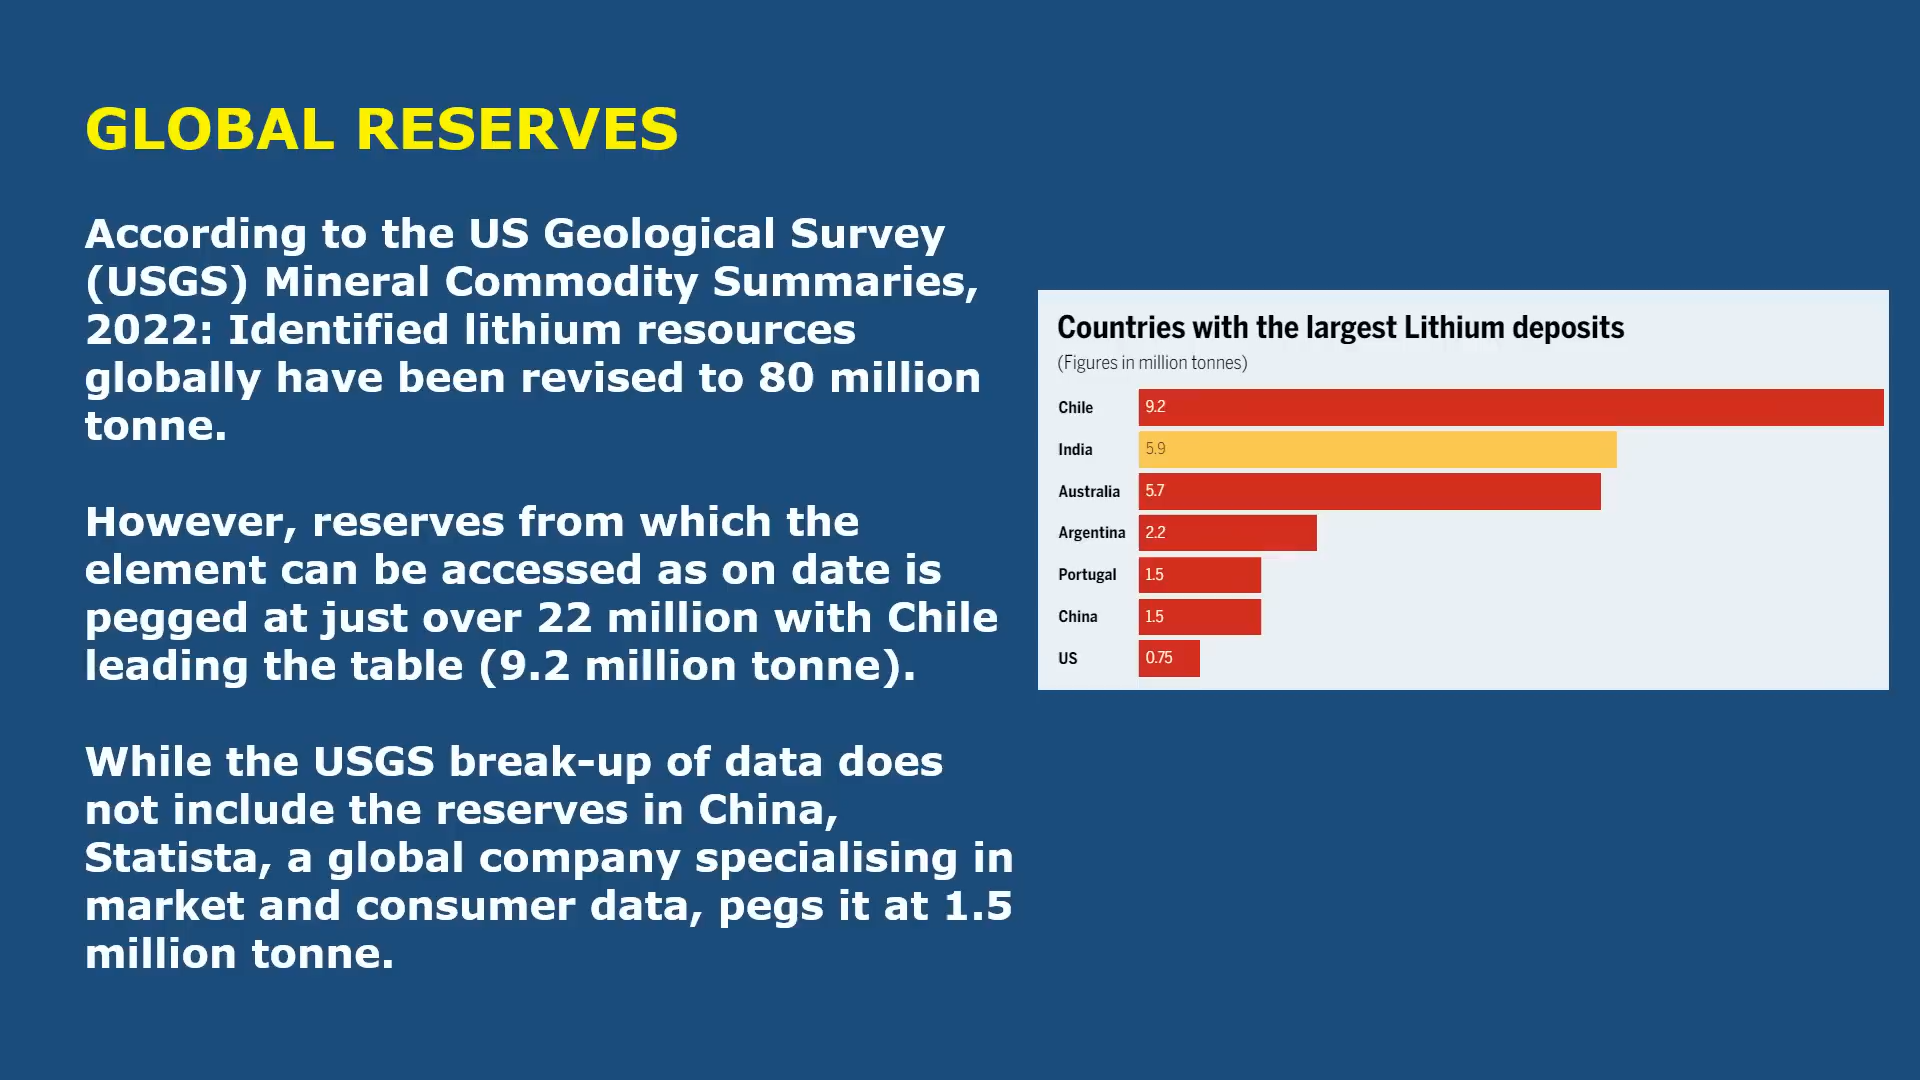 GLOBAL RESERVES
According to the US Geological Survey
(USGS) Mineral Commodity Summaries,
2022: Identified lithium resources
globally have been revised to 80 million
tonne.
However, reserves from which the
element can be accessed as on date is
pegged at just over 22 million with Chile
leading the table (9.2 million tonne).
While the USGS break-up of data does
not include the reserves in China,
Statista, a global company specialising in
market and consumer data, pegs it at 1.5
million tonne.
Countries with the largest Lithium deposits
(Figures in million tonnes)
Chile 9.2
India 5.9
Australia 5.7
Argentina 2.2
Portugal 1.5
China 1.5
US 0.75